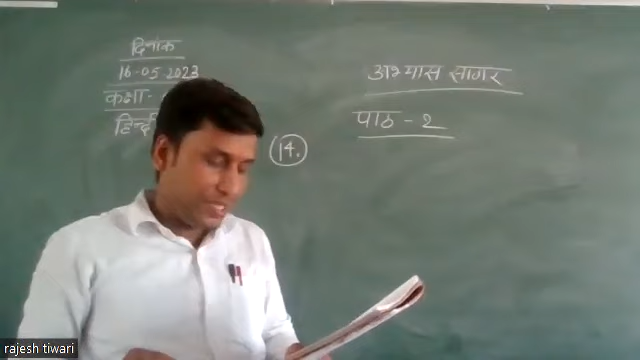 दिनांक
16-05-2023
कक्षा-
हिन्दी
14.
अभ्यास सागर
पाठ - 2
rajesh tiwari